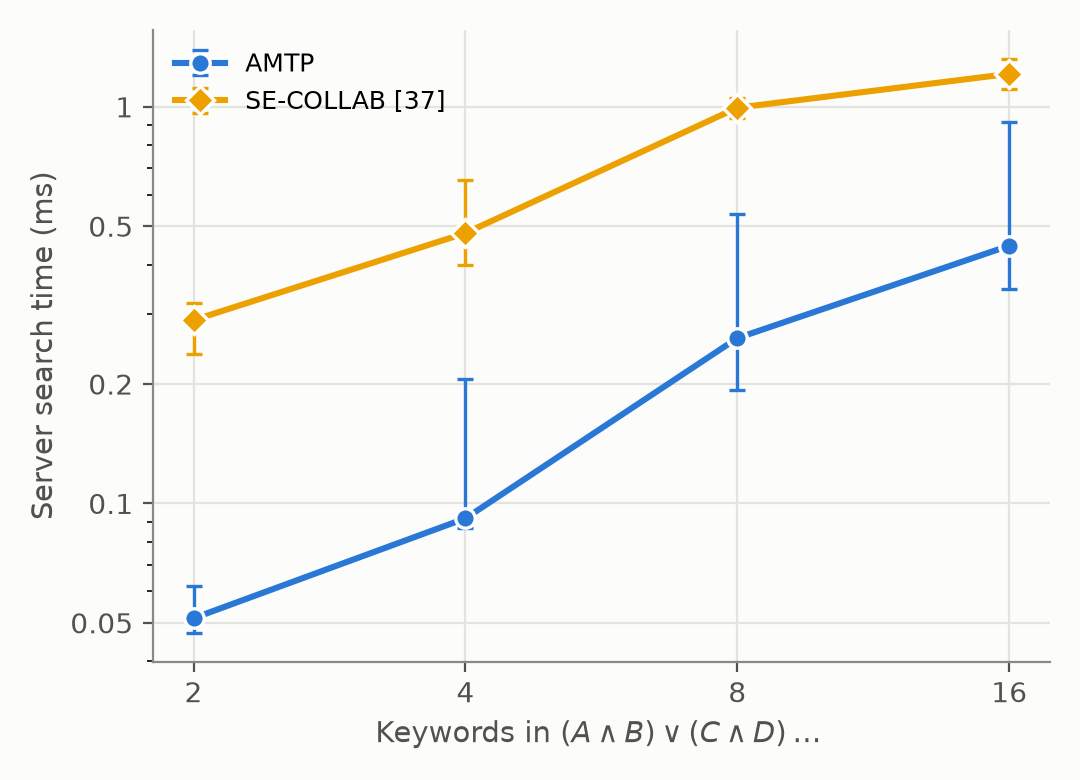 AMTP
SE-COLLAB [37]
Server search time (ms)
1
0.5
0.2
0.1
0.05
2 4 8 16
Keywords in (A ∧ B) ∨ (C ∧ D) ...